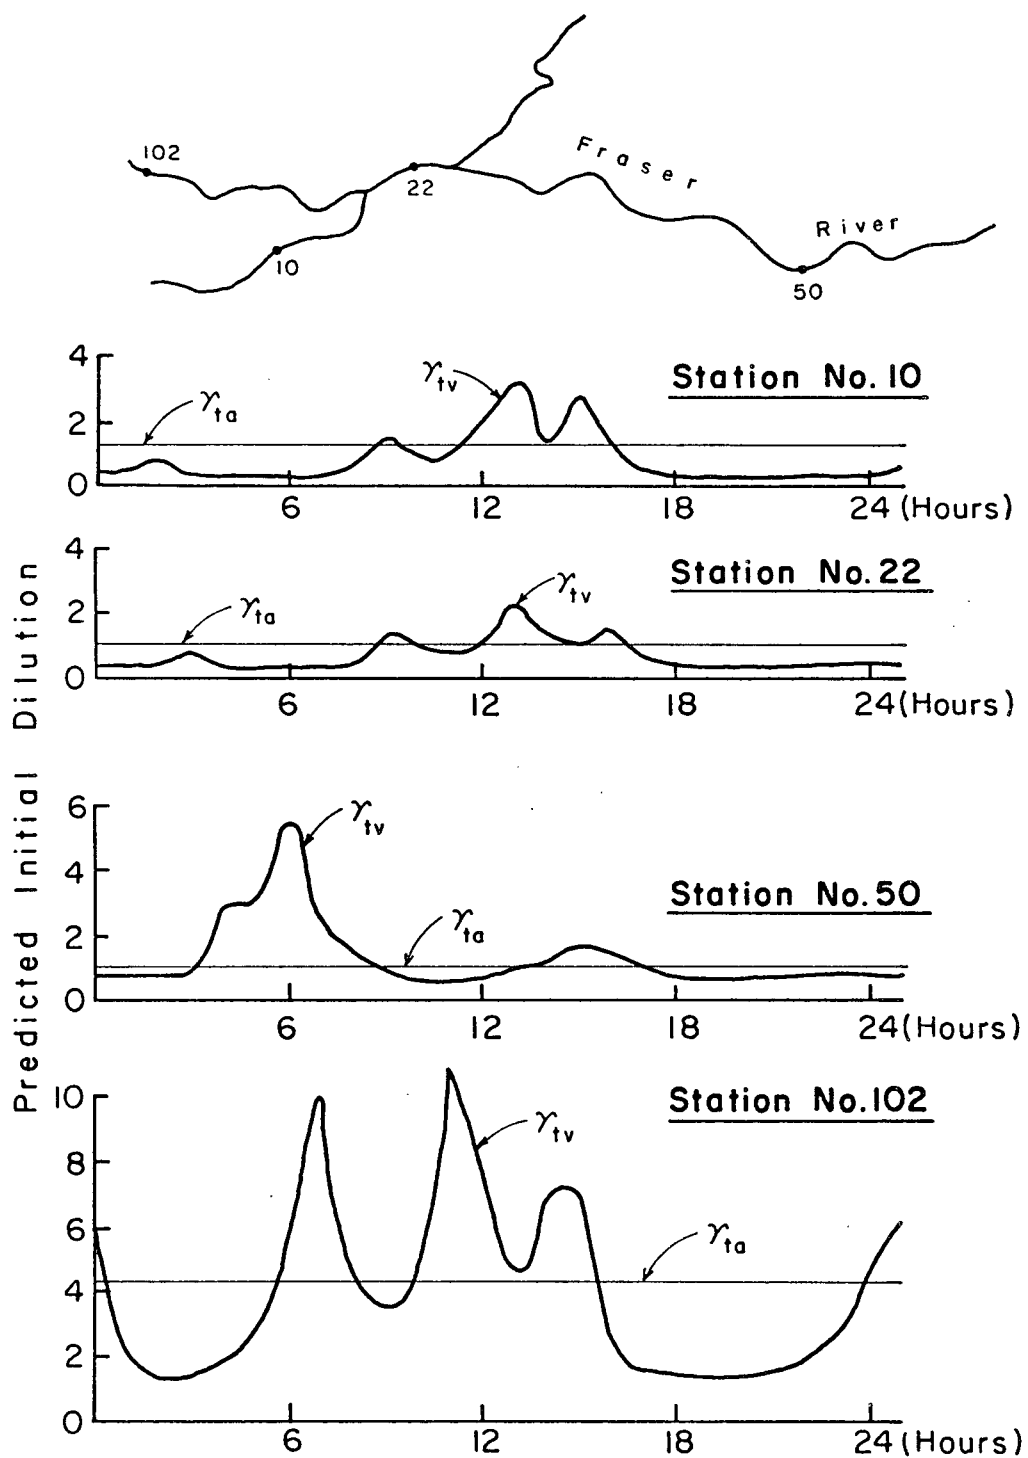 102
22
Fraser
River
10
50
4
2
0
γta
γtv
Station No. 10
6 12 18 24 (Hours)
4
2
0
γta
γtv
Station No. 22
6 12 18 24 (Hours)
6
4
2
0
γtv
γta
Station No. 50
6 12 18 24 (Hours)
10
8
6
4
2
0
γtv
γta
Station No. 102
6 12 18 24 (Hours)
Predicted Initial Dilution